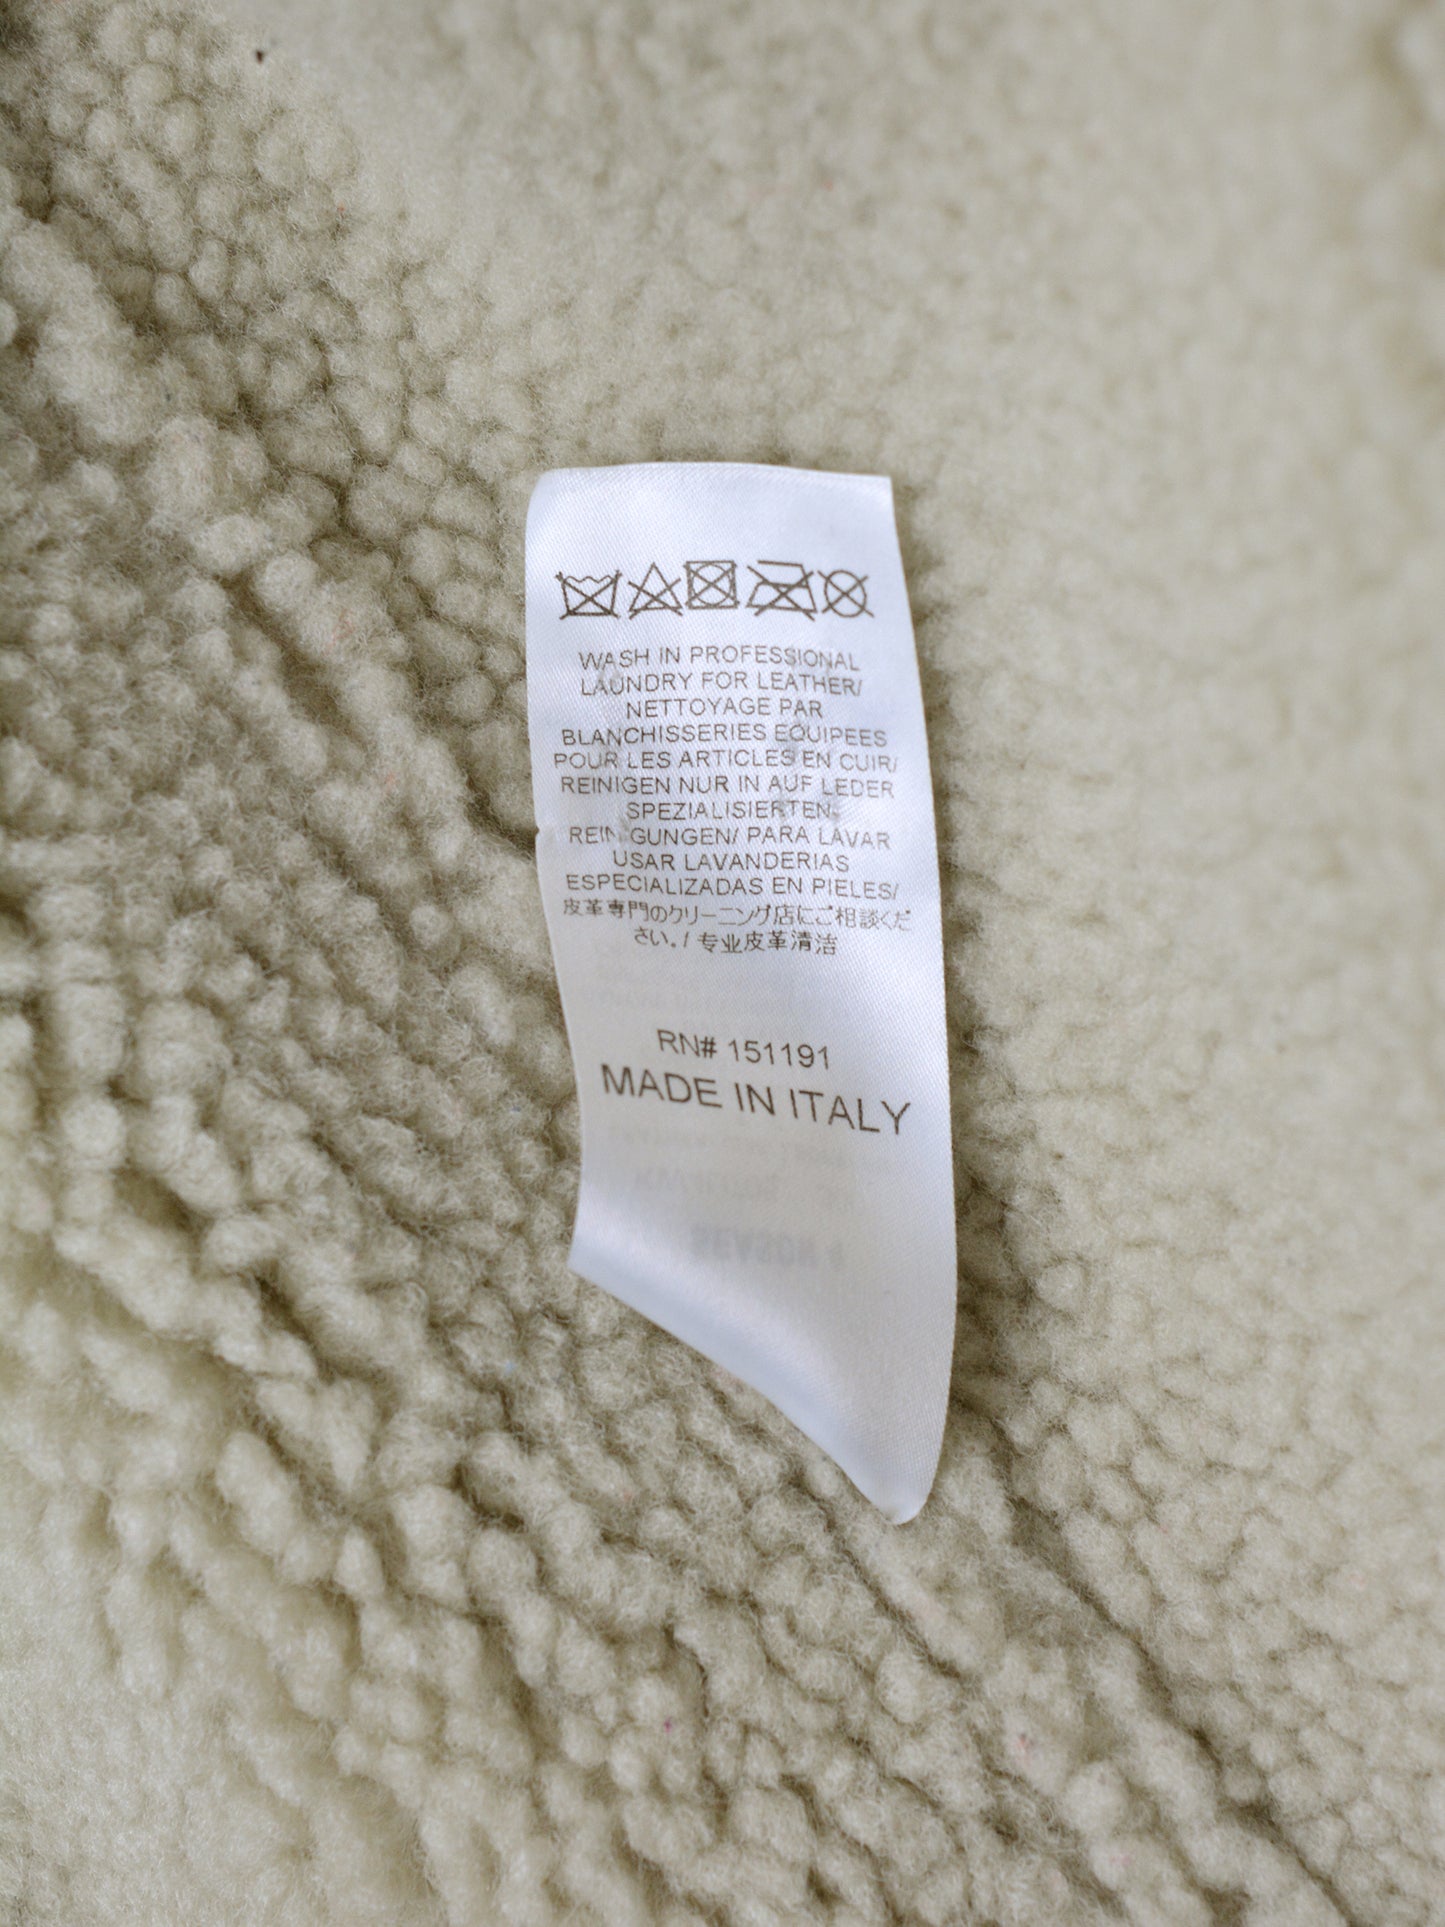 WASH IN PROFESSIONAL
LAUNDRY FOR LEATHER/
NETTOYAGE PAR
BLANCHISSERIES EQUIPEES
POUR LES ARTICLES EN CUIR/
REINIGEN NUR IN AUF LEDER
SPEZIALISIERTEN-
REIN GUNGEN/ PARA LAVAR
USAR LAVANDERIAS
ESPECIALIZADAS EN PIELES/
皮革専門のクリーニング店にご相談くだ
さい。/ 专业皮革清洁
RN# 151191
MADE IN ITALY
SEASON